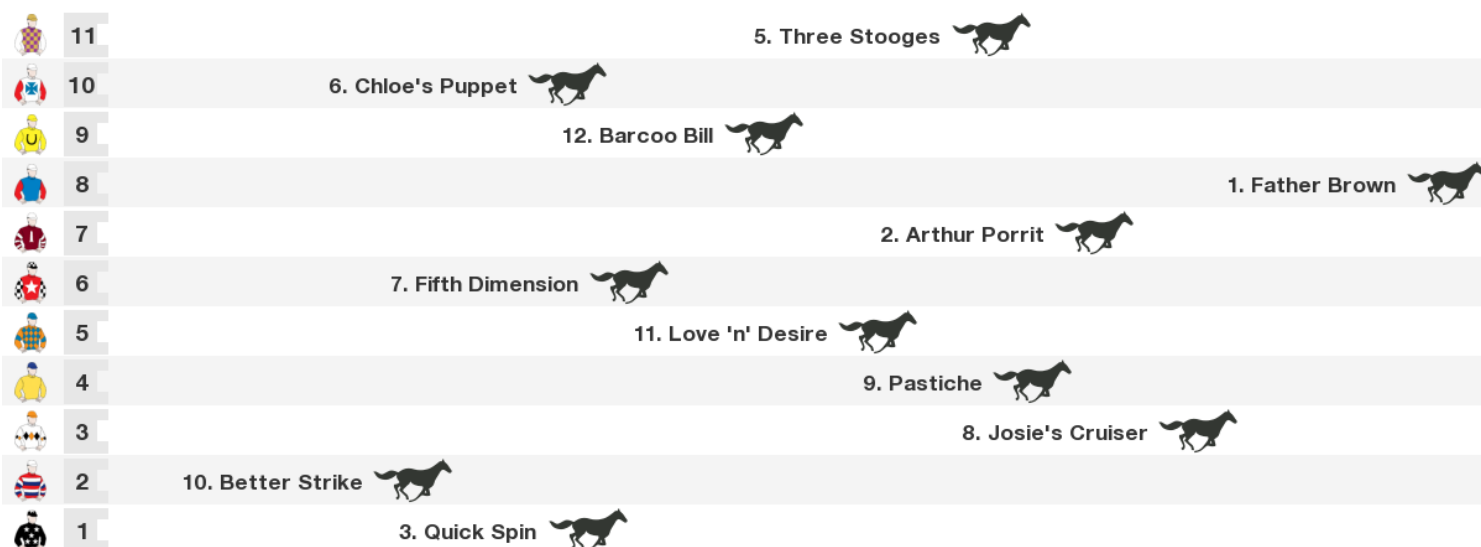 11 5. Three Stooges
10 6. Chloe's Puppet
9 12. Barcoo Bill
8 1. Father Brown
7 2. Arthur Porrit
6 7. Fifth Dimension
5 11. Love 'n' Desire
4 9. Pastiche
3 8. Josie's Cruiser
2 10. Better Strike
1 3. Quick Spin